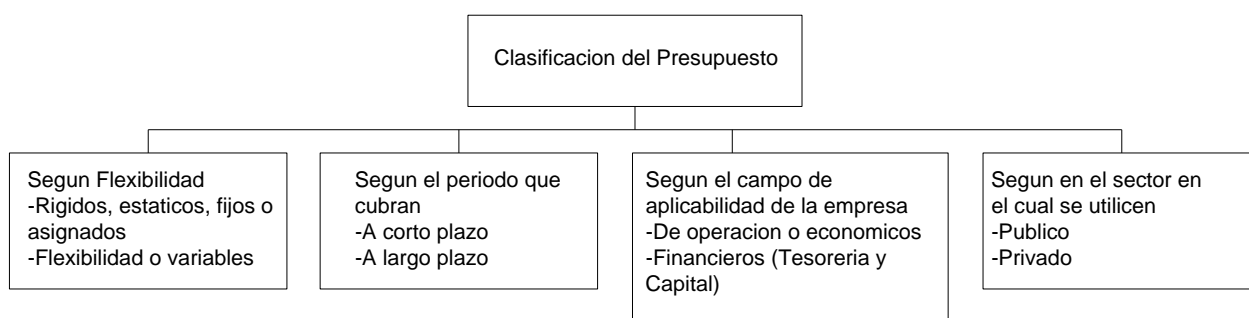 Clasificacion del Presupuesto
Segun Flexibilidad
-Rigidos, estaticos, fijos o
asignados
-Flexibilidad o variables
Segun el periodo que
cubran
-A corto plazo
-A largo plazo
Segun el campo de
aplicabilidad de la empresa
-De operacion o economicos
-Financieros (Tesoreria y
Capital)
Segun en el sector en
el cual se utilicen
-Publico
-Privado